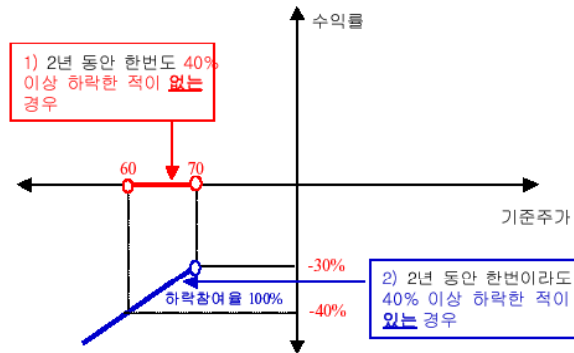 수익률
1) 2년 동안 한번도 40%
이상 하락한 적이 없는
경우
60
70
기준주가
-30%
하락참여율 100%
-40%
2) 2년 동안 한번이라도
40% 이상 하락한 적이
있는 경우